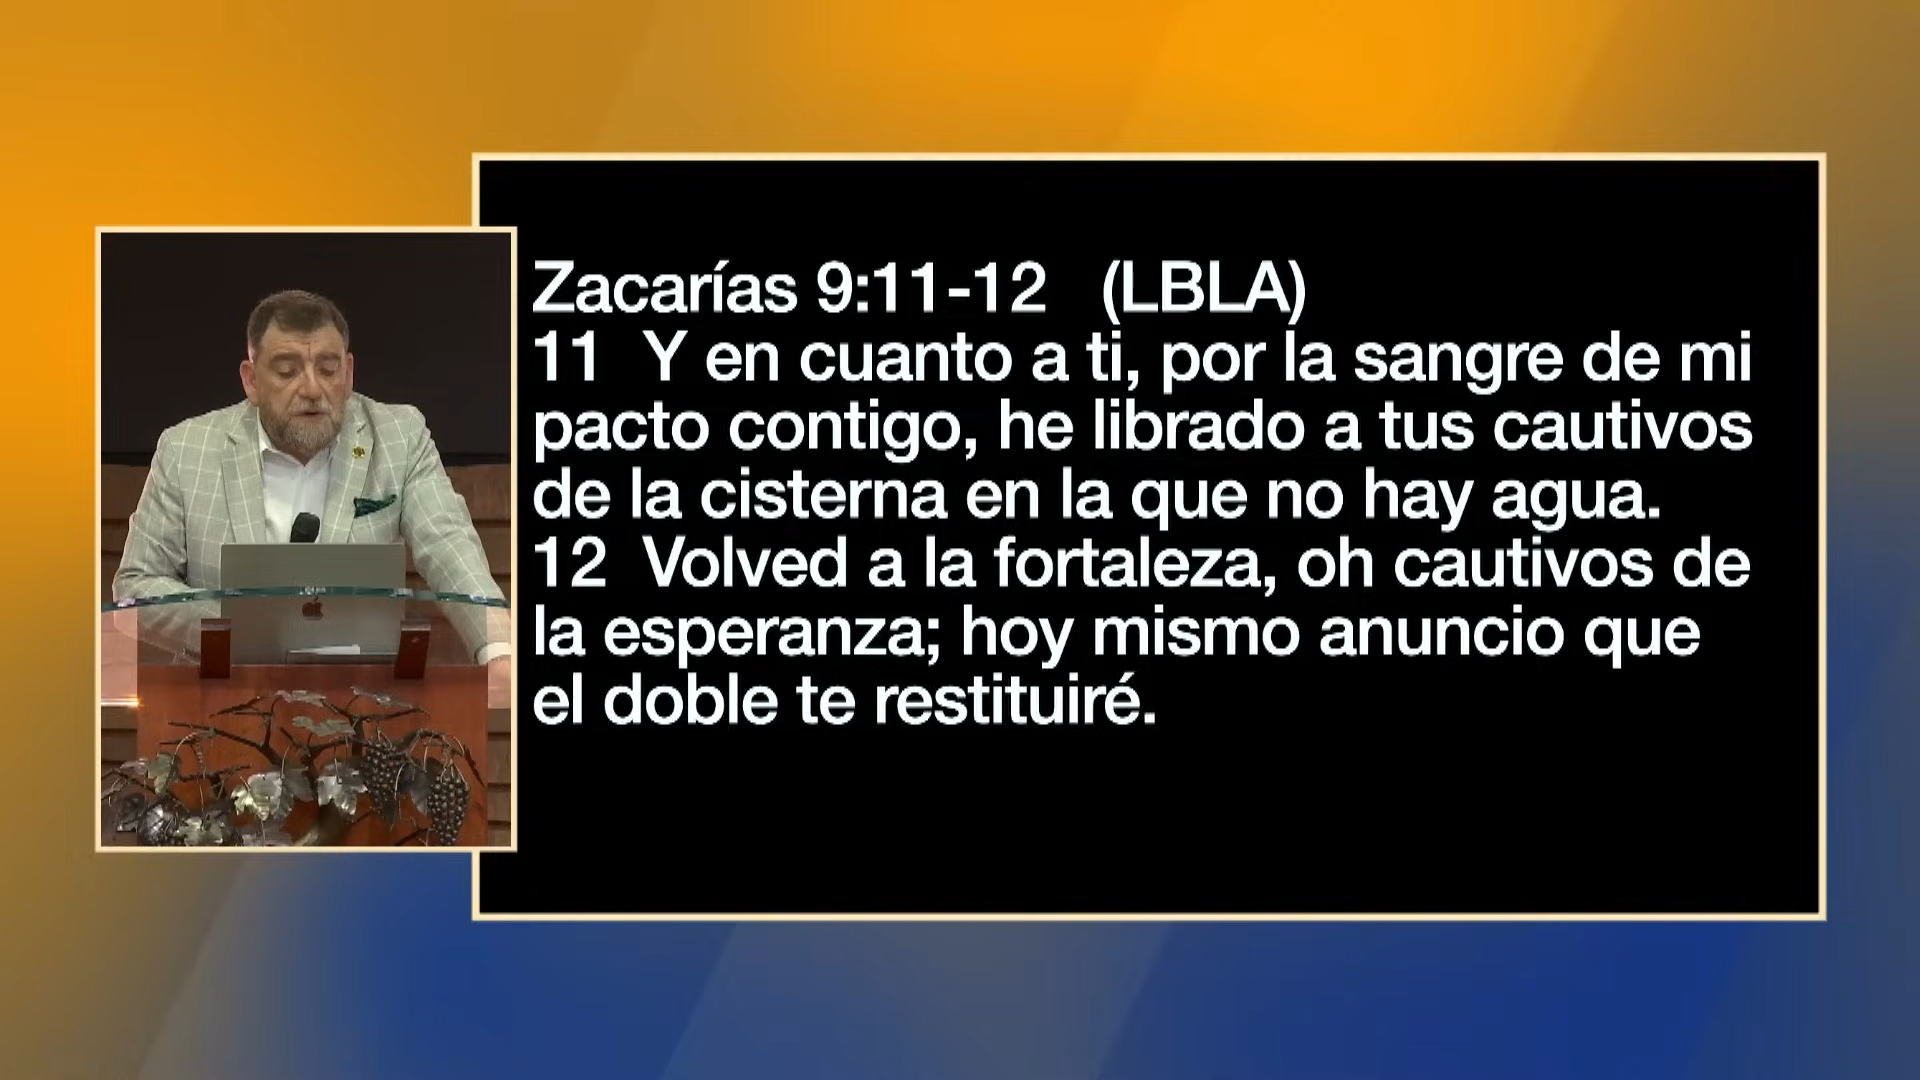 Zacarías 9:11-12 (LBLA)
11 Y en cuanto a ti, por la sangre de mi
pacto contigo, he librado a tus cautivos
de la cisterna en la que no hay agua.
12 Volved a la fortaleza, oh cautivos de
la esperanza; hoy mismo anuncio que
el doble te restituiré.